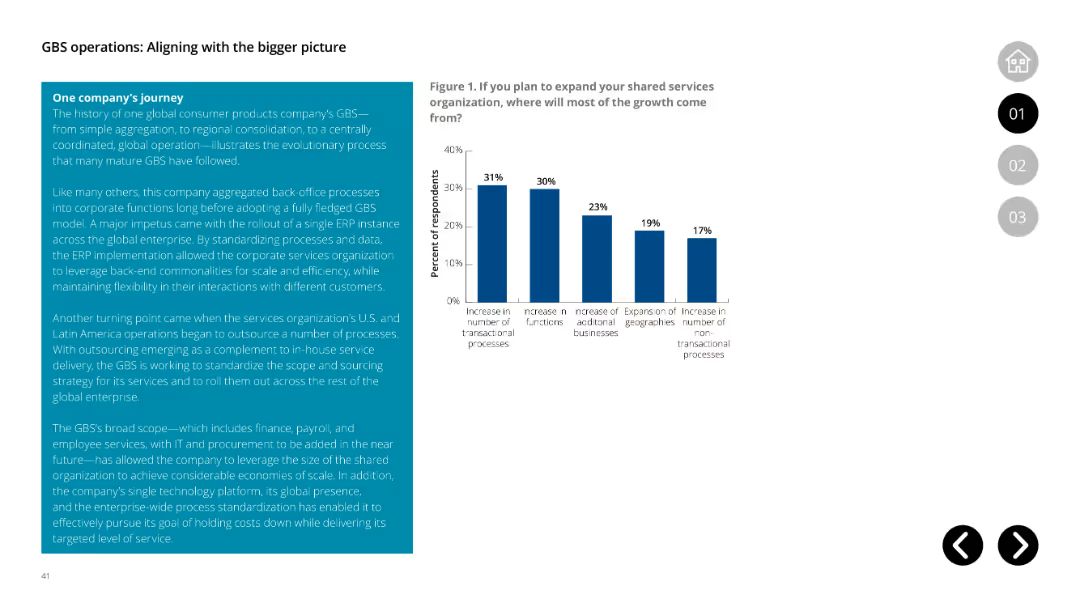 GBS operations: Aligning with the bigger picture
One company's journey
The history of one global consumer products company's GBS—
from simple aggregation, to regional consolidation, to a centrally
coordinated, global operation—illustrates the evolutionary process
that many mature GBS have followed.
Like many others, this company aggregated back-office processes
into corporate functions long before adopting a fully fledged GBS
model. A major impetus came with the rollout of a single ERP instance
across the global enterprise. By standardizing processes and data,
the ERP implementation allowed the corporate services organization
to leverage back-end commonalities for scale and efficiency, while
maintaining flexibility in their interactions with different customers.
Another turning point came when the services organization's U.S. and
Latin America operations began to outsource a number of processes.
With outsourcing emerging as a complement to in-house service
delivery, the GBS is working to standardize the scope and sourcing
strategy for its services and to roll them out across the rest of the
global enterprise.
The GBS's broad scope—which includes finance, payroll, and
employee services, with IT and procurement to be added in the near
future—has allowed the company to leverage the size of the shared
organization to achieve considerable economies of scale. In addition,
the company's single technology platform, its global presence,
and the enterprise-wide process standardization has enabled it to
effectively pursue its goal of holding costs down while delivering its
targeted level of service.
Figure 1. If you plan to expand your shared services
organization, where will most of the growth come
from?
Percent of respondents
40%
30%
20%
10%
0%
31%
30%
23%
19%
17%
Increase in
number of
transactional
processes
Increase in
functions
Increase of
additonal
businesses
Expansion of
geographies
Increase in
number of
non-
transactional
processes
01
02
03
41